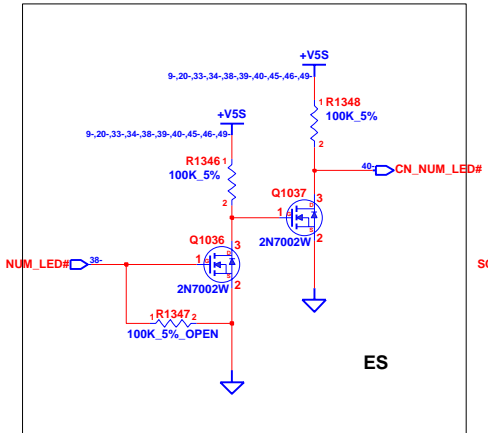 +V5S
9-,20-,33-,34-,38-,39-,40-,45-,46-,49-
1
R1348
100K_5%
2
+V5S
9-,20-,33-,34-,38-,39-,40-,45-,46-,49-
R1346
1
100K_5%
2
40-
CN_NUM_LED#
Q1037
3
1
G
D
S
2
2N7002W
Q1036
3
NUM_LED#
38-
1
G
D
S
2
2N7002W
R1347
1
2
100K_5%_OPEN
ES